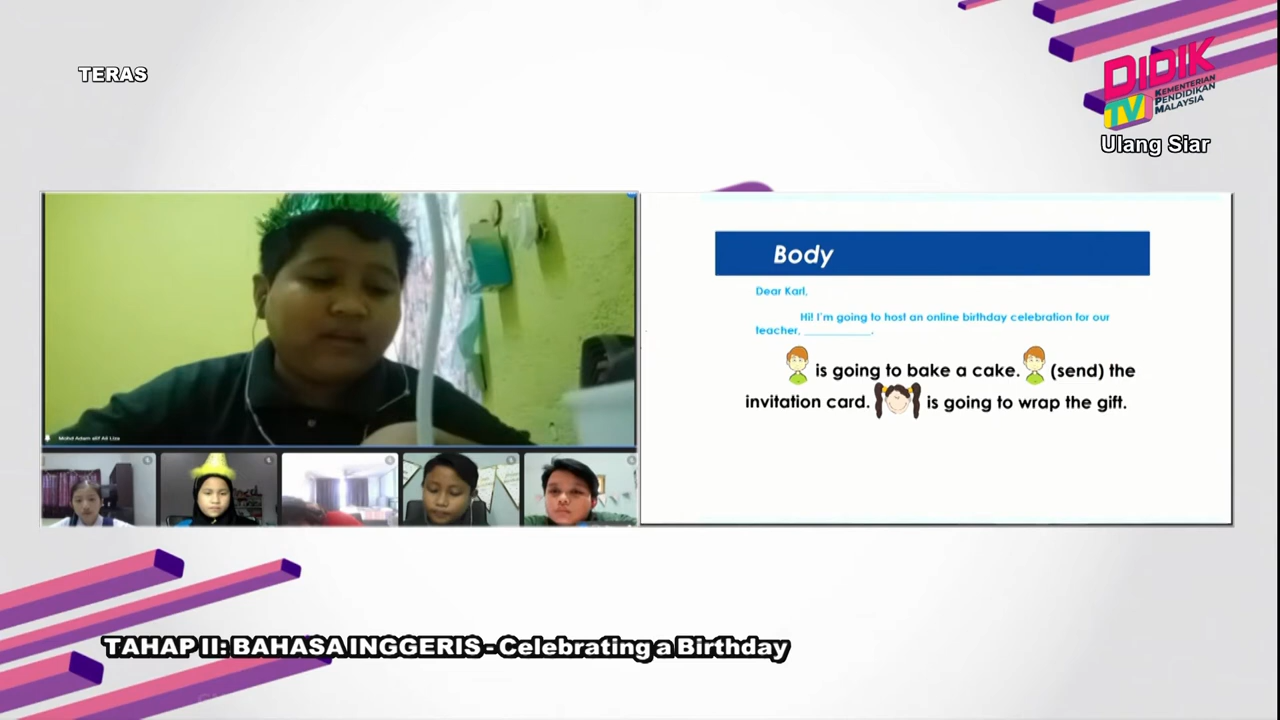 TERAS
DIDIK
TV
KEMENTERIAN
PENDIDIKAN
MALAYSIA
Ulang Siar
Body
Dear Karl,
Hi! I'm going to host an online birthday celebration for our
teacher, ____________.
is going to bake a cake. (send) the
invitation card. is going to wrap the gift.
TAHAP II: BAHASA INGGERIS - Celebrating a Birthday